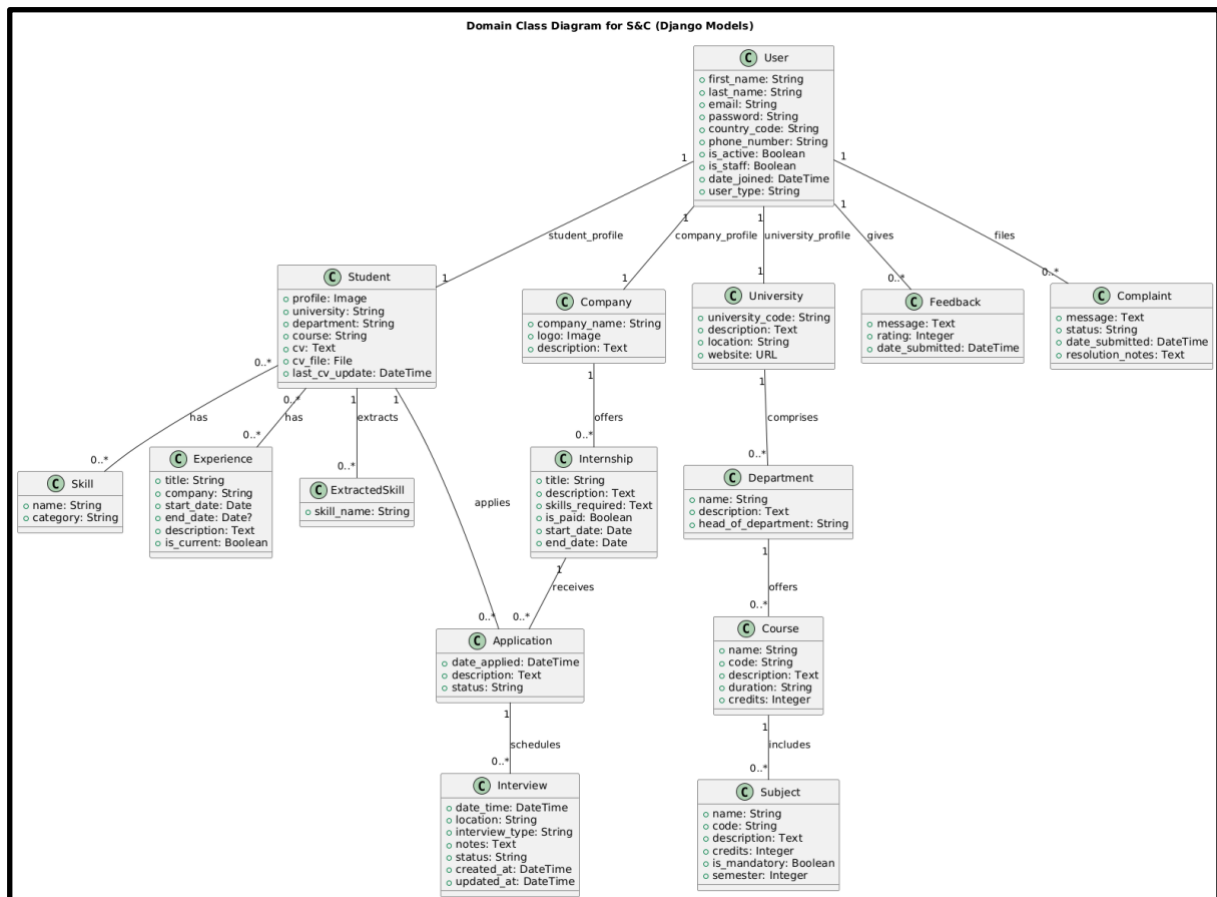 Domain Class Diagram for S&C (Django Models)
C User
first_name: String
last_name: String
email: String
password: String
country_code: String
phone_number: String
is_active: Boolean
is_staff: Boolean
date_joined: DateTime
user_type: String
1
1
1
1
1
student_profile
company_profile
university_profile
gives
files
1
1
1
0..*
0..*
C Student
profile: Image
university: String
department: String
course: String
cv: Text
cv_file: File
last_cv_update: DateTime
C Company
company_name: String
logo: Image
description: Text
C University
university_code: String
description: Text
location: String
website: URL
C Feedback
message: Text
rating: Integer
date_submitted: DateTime
C Complaint
message: Text
status: String
date_submitted: DateTime
resolution_notes: Text
0..*
0..*
1
1
1
1
has
has
extracts
applies
offers
comprises
0..*
0..*
0..*
0..*
0..*
C Skill
name: String
category: String
C Experience
title: String
company: String
start_date: Date
end_date: Date?
description: Text
is_current: Boolean
C ExtractedSkill
skill_name: String
C Internship
title: String
description: Text
skills_required: Text
is_paid: Boolean
start_date: Date
end_date: Date
C Department
name: String
description: Text
head_of_department: String
1
receives
0..*
0..*
1
offers
0..*
C Application
date_applied: DateTime
description: Text
status: String
C Course
name: String
code: String
description: Text
duration: String
credits: Integer
1
schedules
0..*
1
includes
0..*
C Interview
date_time: DateTime
location: String
interview_type: String
notes: Text
status: String
created_at: DateTime
updated_at: DateTime
C Subject
name: String
code: String
description: Text
credits: Integer
is_mandatory: Boolean
semester: Integer